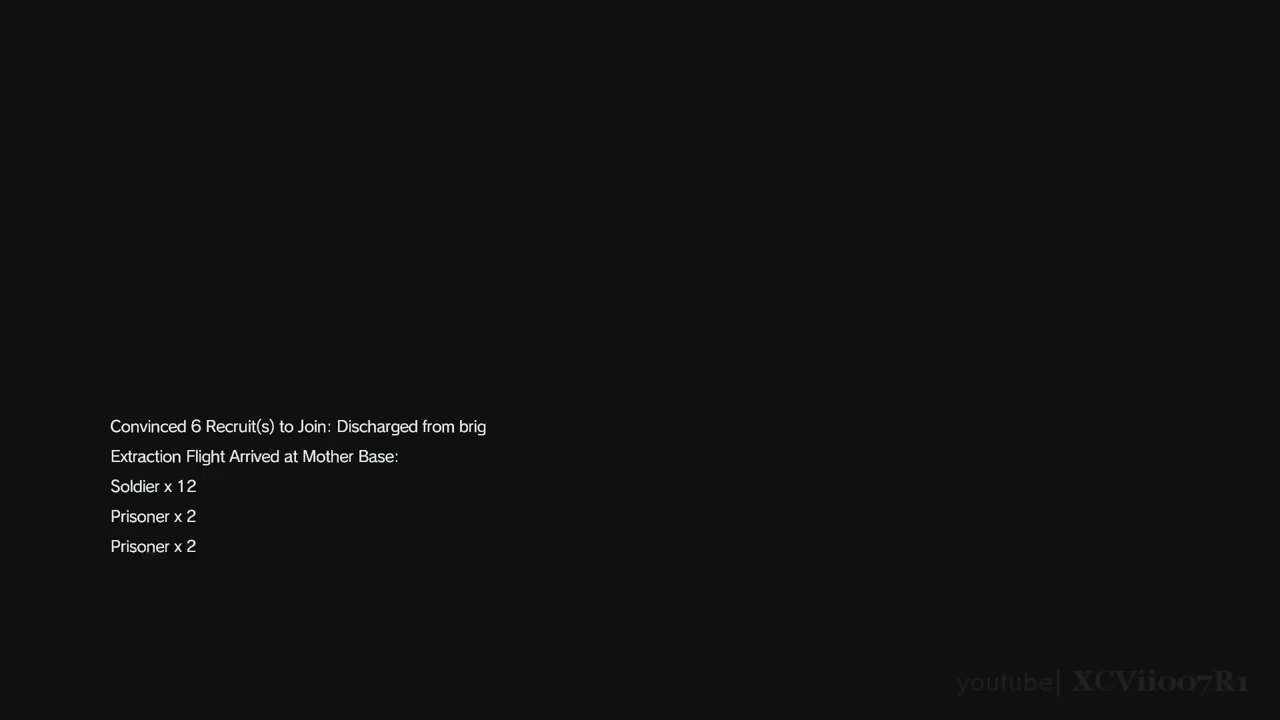 Convinced 6 Recruit(s) to Join: Discharged from brig
Extraction Flight Arrived at Mother Base:
Soldier x 12
Prisoner x 2
Prisoner x 2
youtube| XCVii007R1